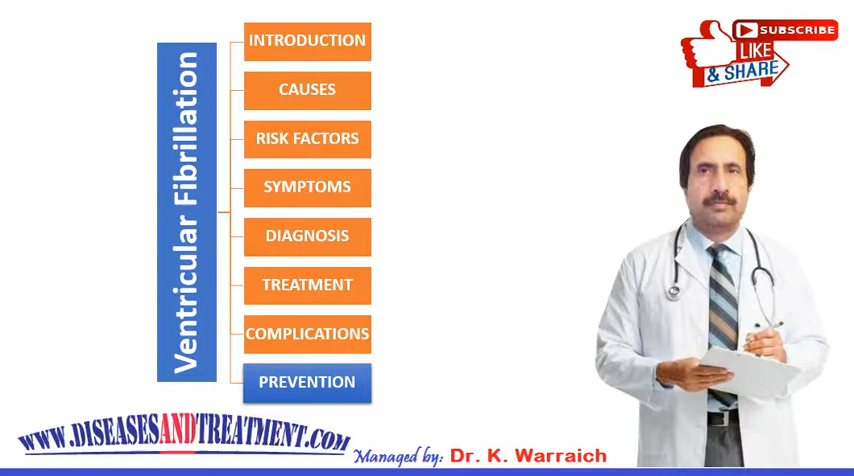 Ventricular Fibrillation
INTRODUCTION
CAUSES
RISK FACTORS
SYMPTOMS
DIAGNOSIS
TREATMENT
COMPLICATIONS
PREVENTION
SUBSCRIBE
LIKE
& SHARE
WWW.DISEASESANDTREATMENT.COM
Managed by: Dr. K. Warraich